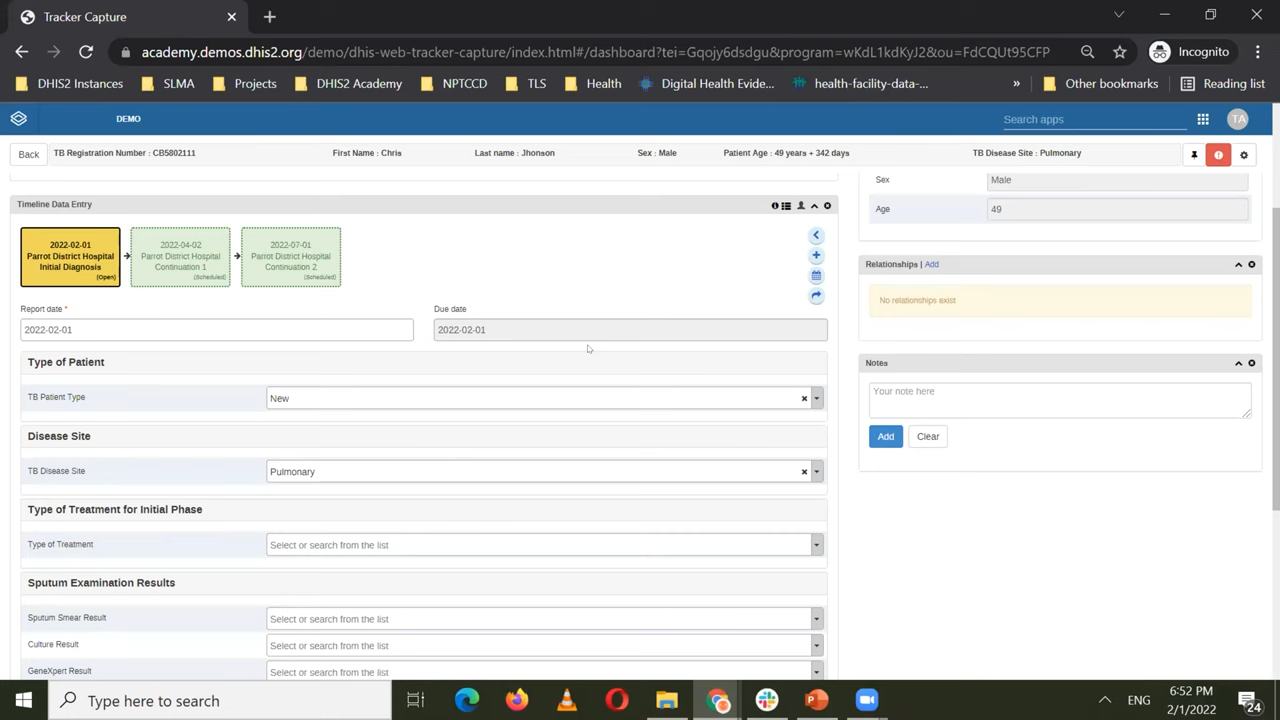 Tracker Capture
academy.demos.dhis2.org/demo/dhis-web-tracker-capture/index.html#/dashboard?tei=Gqojy6dsdgu&program=wKdL1kdKyJ2&ou=FdCQUt95CFP
Incognito
DHIS2 Instances
SLMA
Projects
DHIS2 Academy
NPTCCD
TLS
Health
Digital Health Evide...
health-facility-data-...
»
Other bookmarks
Reading list
DEMO
Search apps
TA
Back
TB Registration Number : CB5802111
First Name : Chris
Last name : Jhonson
Sex : Male
Patient Age : 49 years + 342 days
TB Disease Site : Pulmonary
Timeline Data Entry
2022-02-01
Parrot District Hospital
Initial Diagnosis
(Open)
2022-04-02
Parrot District Hospital
Continuation 1
(Scheduled)
2022-07-01
Parrot District Hospital
Continuation 2
(Scheduled)
Report date *
2022-02-01
Due date
2022-02-01
Type of Patient
TB Patient Type
New
Disease Site
TB Disease Site
Pulmonary
Type of Treatment for Initial Phase
Type of Treatment
Select or search from the list
Sputum Examination Results
Sputum Smear Result
Select or search from the list
Culture Result
Select or search from the list
GeneXpert Result
Select or search from the list
Sex
Male
Age
49
Relationships | Add
No relationships exist
Notes
Your note here
Add
Clear
Type here to search
ENG
6:52 PM
2/1/2022
24